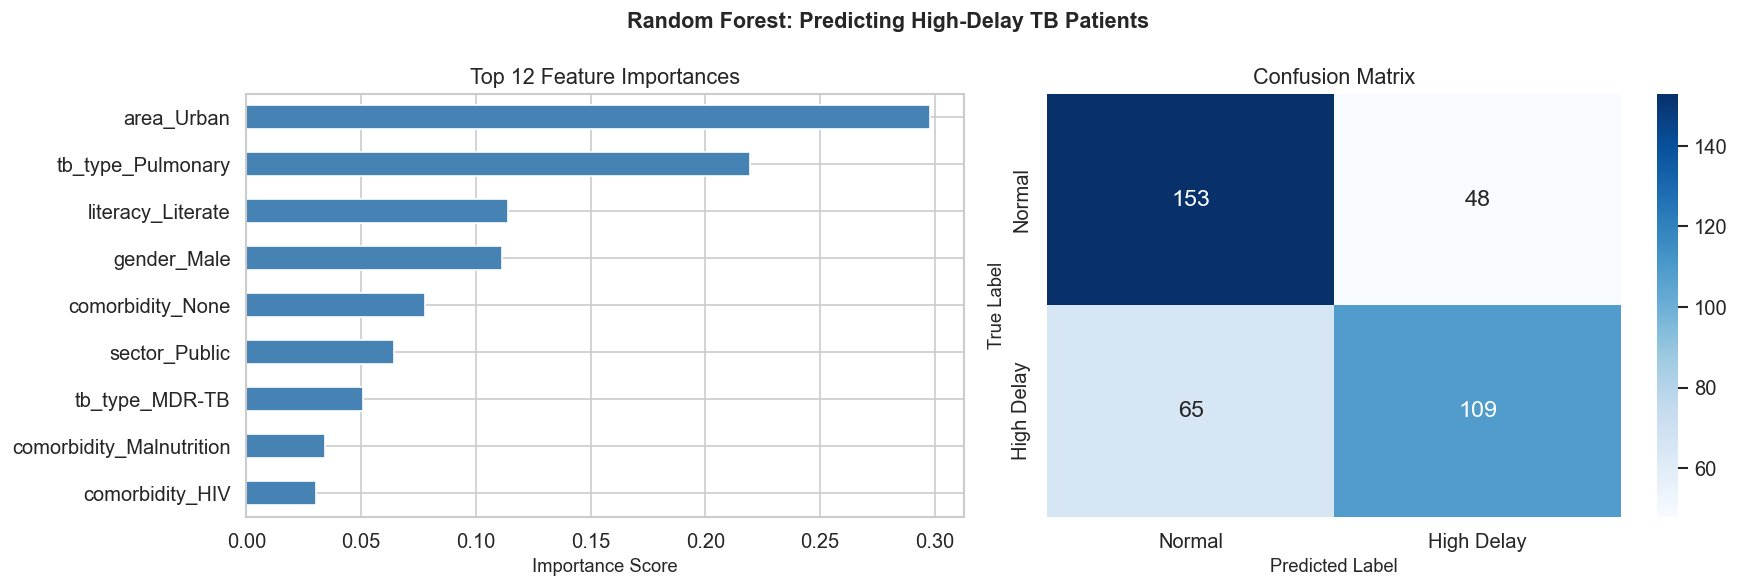 Random Forest: Predicting High-Delay TB Patients
Top 12 Feature Importances
area_Urban
tb_type_Pulmonary
literacy_Literate
gender_Male
comorbidity_None
sector_Public
tb_type_MDR-TB
comorbidity_Malnutrition
comorbidity_HIV
0.00 0.05 0.10 0.15 0.20 0.25 0.30
Importance Score
Confusion Matrix
True Label
Normal
High Delay
153 48
65 109
Normal High Delay
Predicted Label
140
120
100
80
60